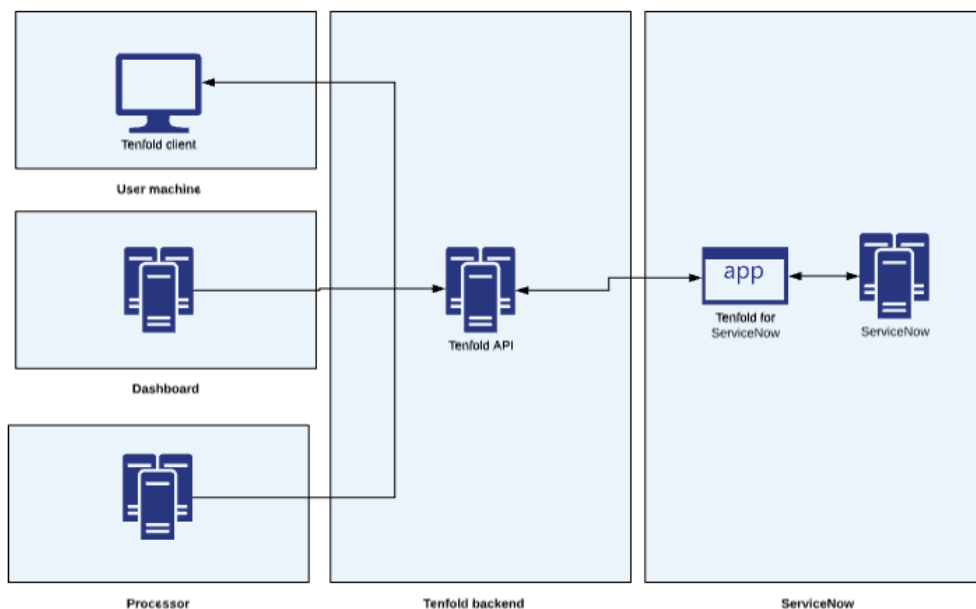 Tenfold client
User machine
Dashboard
Processor
Tenfold API
Tenfold backend
app
Tenfold for
ServiceNow
ServiceNow
ServiceNow